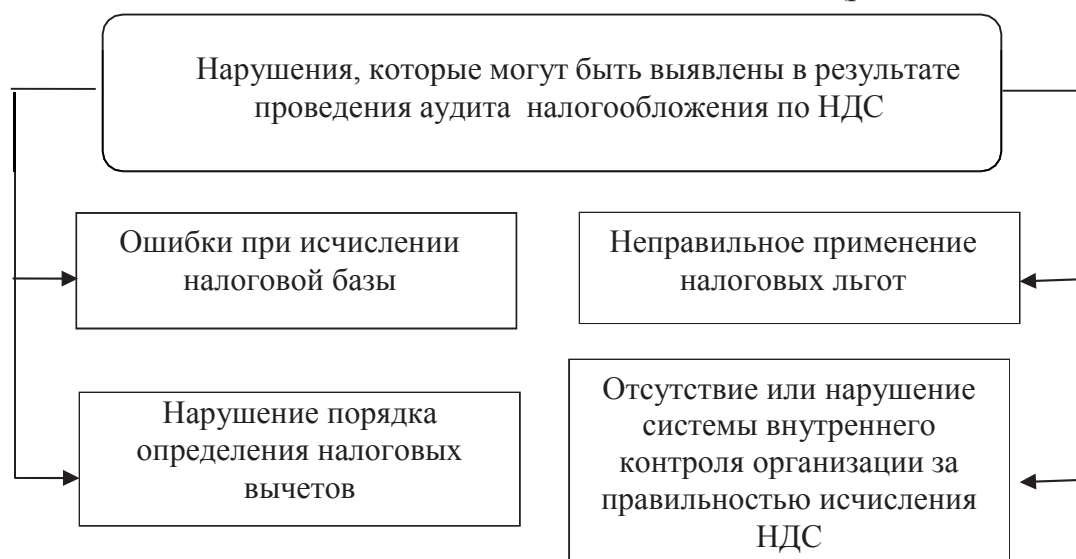 Нарушения, которые могут быть выявлены в результате
проведения аудита налогообложения по НДС
Ошибки при исчислении
налоговой базы
Неправильное применение
налоговых льгот
Нарушение порядка
определения налоговых
вычетов
Отсутствие или нарушение
системы внутреннего
контроля организации за
правильностью исчисления
НДС